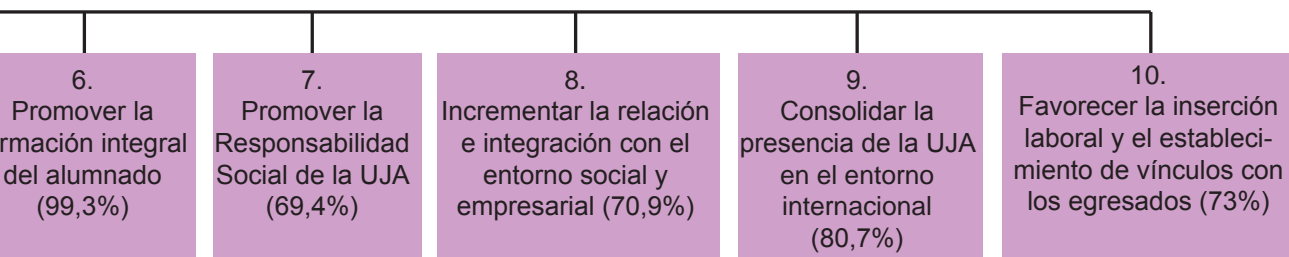 6.
Promover la
rmación integral
del alumnado
(99,3%)
7.
Promover la
Responsabilidad
Social de la UJA
(69,4%)
8.
Incrementar la relación
e integración con el
entorno social y
empresarial (70,9%)
9.
Consolidar la
presencia de la UJA
en el entorno
internacional
(80,7%)
10.
Favorecer la inserción
laboral y el estableci-
miento de vínculos con
los egresados (73%)